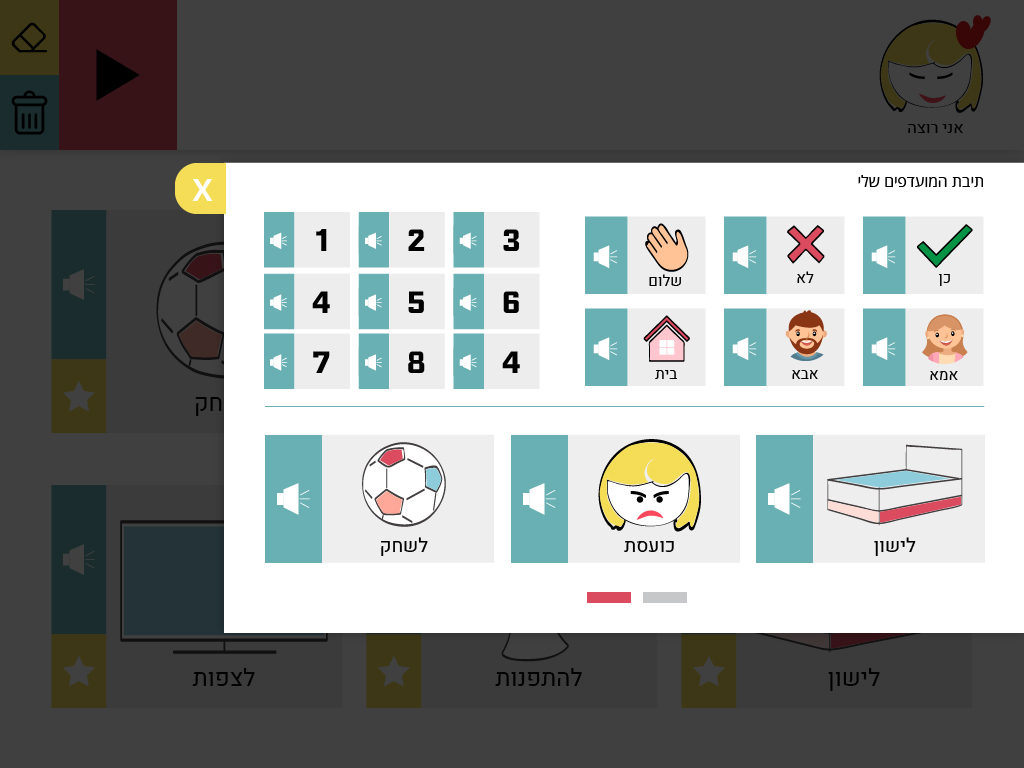 אני רוצה
תיבת המועדפים שלי
X
כן
לא
שלום
אמא
אבא
בית
1 2 3
4 5 6
7 8 4
לישון
כועסת
לשחק
חק
לישון
להתפנות
לצפות